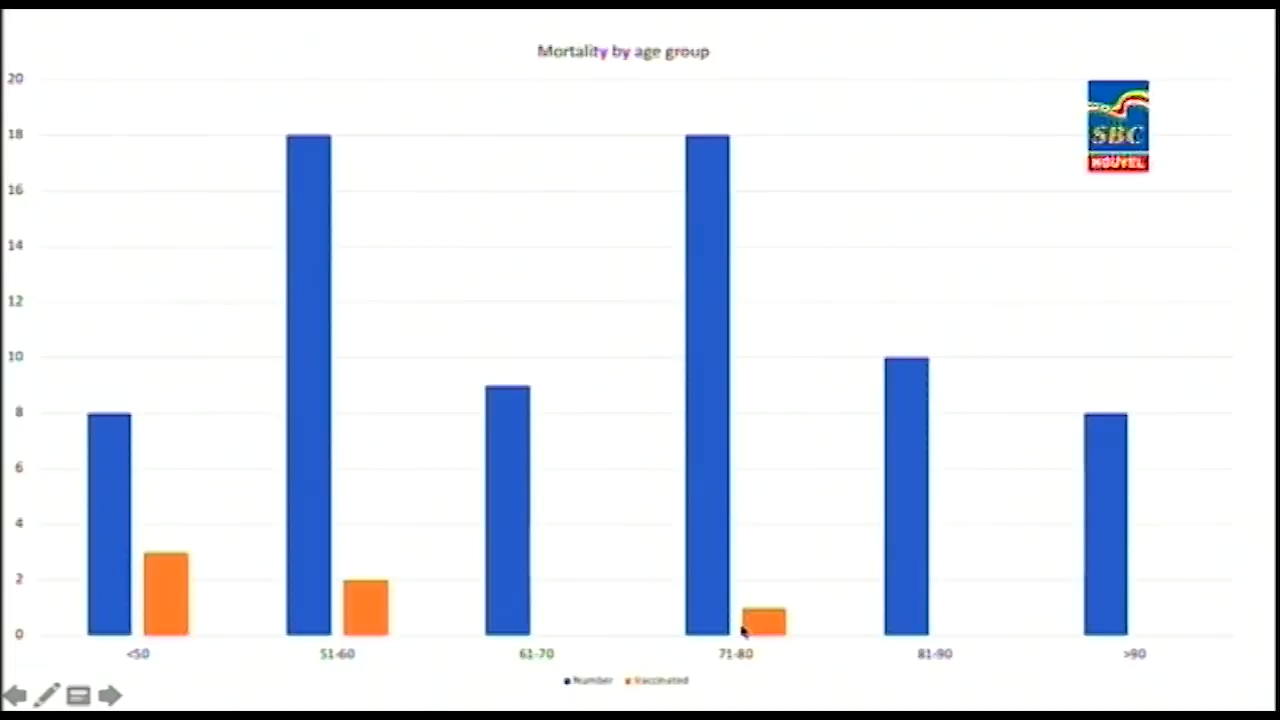 Mortality by age group
20
18
16
14
12
10
8
6
4
2
0
SBC
NOUVEL
<50 51-60 61-70 71-80 81-90 >90
Number Vaccinated